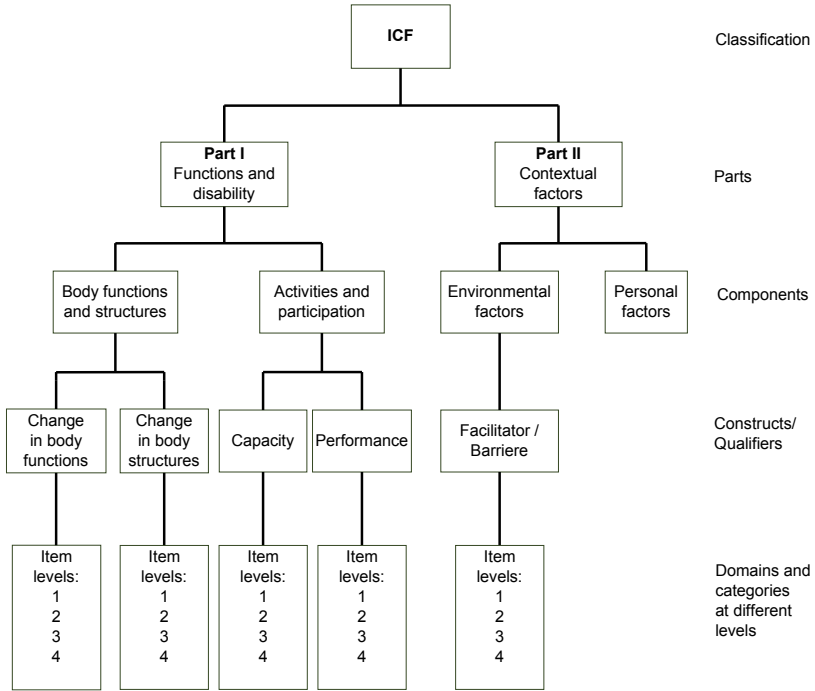 ICF
Classification
Part I
Functions and
disability
Part II
Contextual
factors
Parts
Body functions
and structures
Activities and
participation
Environmental
factors
Personal
factors
Components
Change
in body
functions
Change
in body
structures
Capacity
Performance
Facilitator /
Barriere
Constructs/
Qualifiers
Item
levels:
1
2
3
4
Item
levels:
1
2
3
4
Item
levels:
1
2
3
4
Item
levels:
1
2
3
4
Item
levels:
1
2
3
4
Domains and
categories
at different
levels